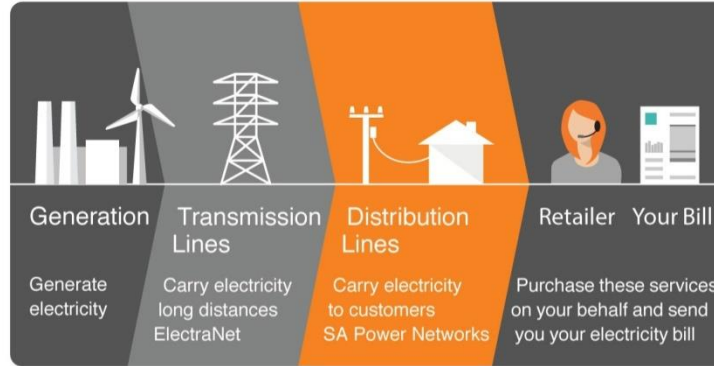 Generation
Generate
electricity
Transmission
Lines
Carry electricity
long distances
ElectraNet
Distribution
Lines
Carry electricity
to customers
SA Power Networks
Retailer
Your Bill
Purchase these services
on your behalf and send
you your electricity bill